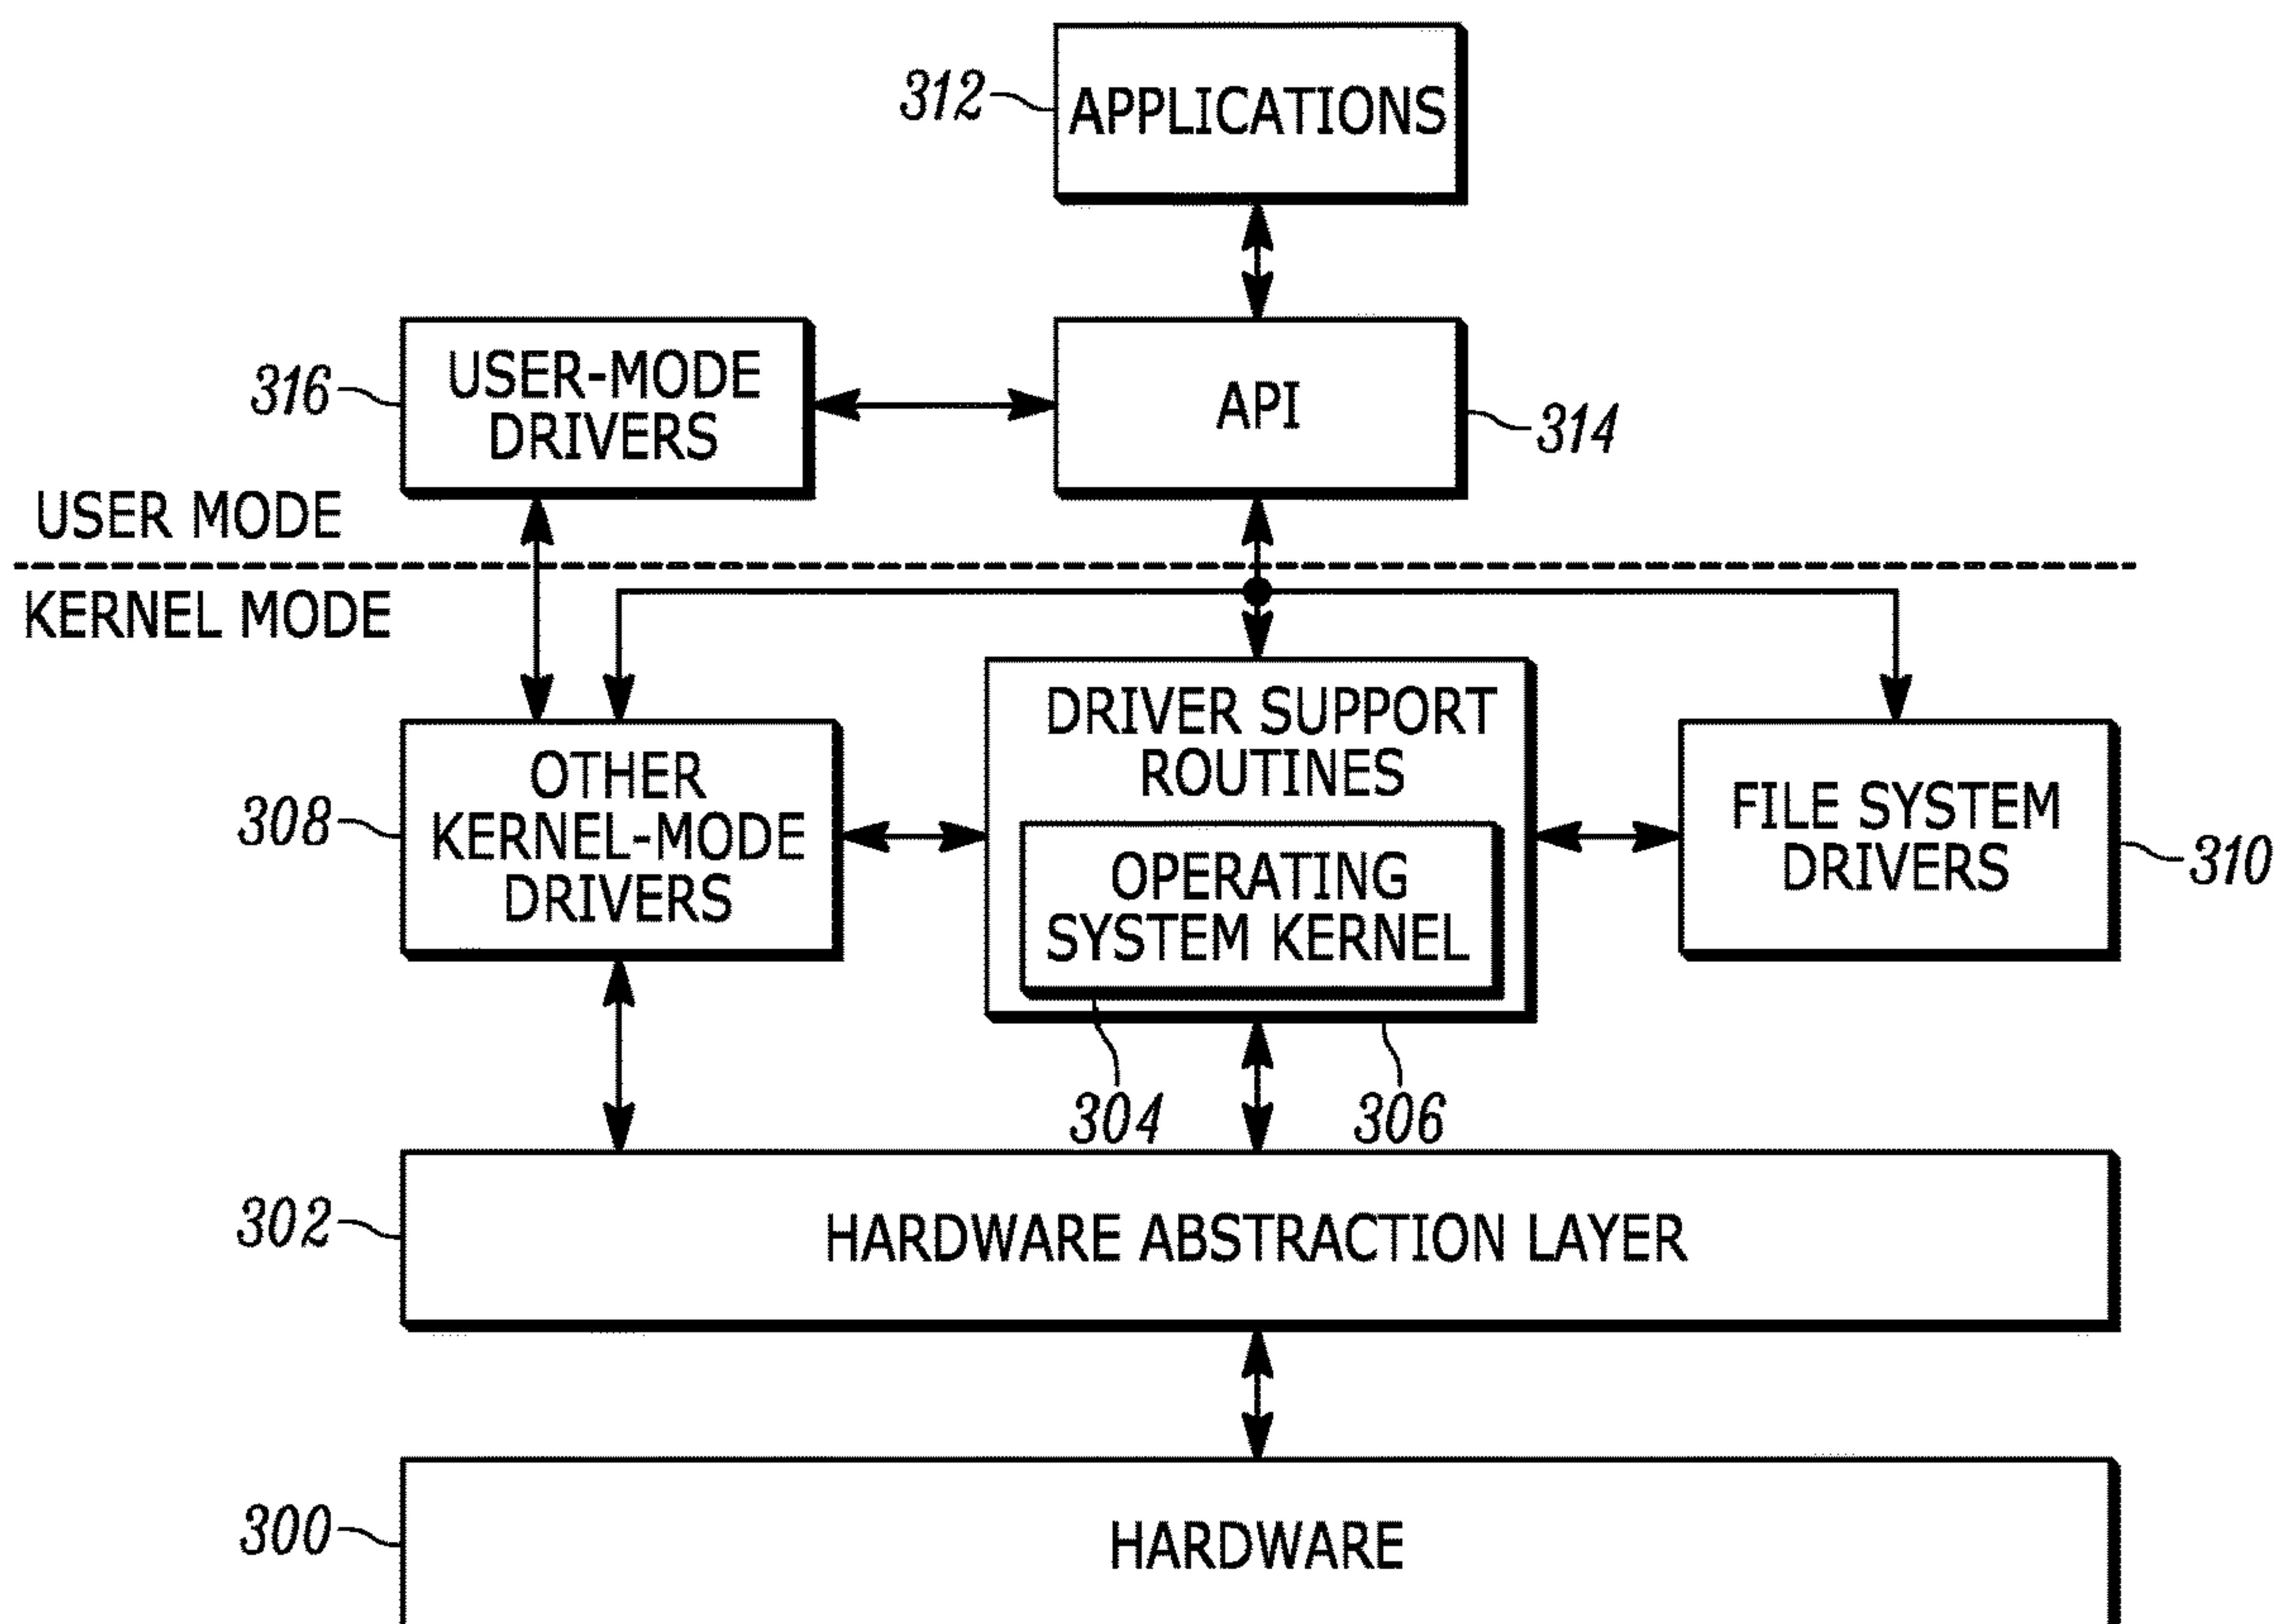 312
APPLICATIONS
316
USER-MODE
DRIVERS
API
314
USER MODE
KERNEL MODE
308
OTHER
KERNEL-MODE
DRIVERS
DRIVER SUPPORT
ROUTINES
OPERATING
SYSTEM KERNEL
FILE SYSTEM
DRIVERS
310
304
306
302
HARDWARE ABSTRACTION LAYER
300
HARDWARE